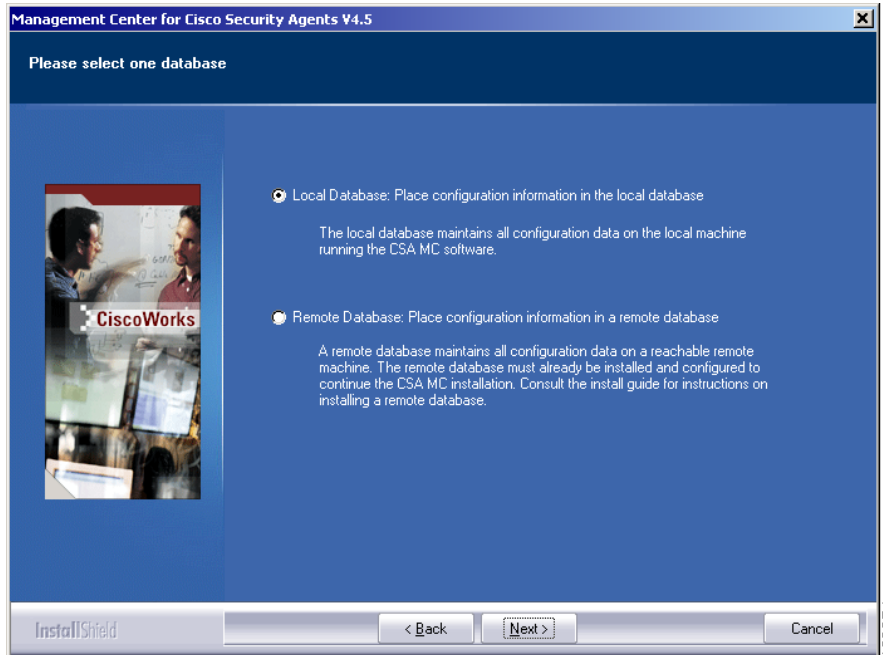 Management Center for Cisco Security Agents V4.5
Please select one database
Local Database: Place configuration information in the local database
The local database maintains all configuration data on the local machine
running the CSA MC software.
CiscoWorks
Remote Database: Place configuration information in a remote database
A remote database maintains all configuration data on a reachable remote
machine. The remote database must already be installed and configured to
continue the CSA MC installation. Consult the install guide for instructions on
installing a remote database.
InstallShield
< Back
Next >
Cancel